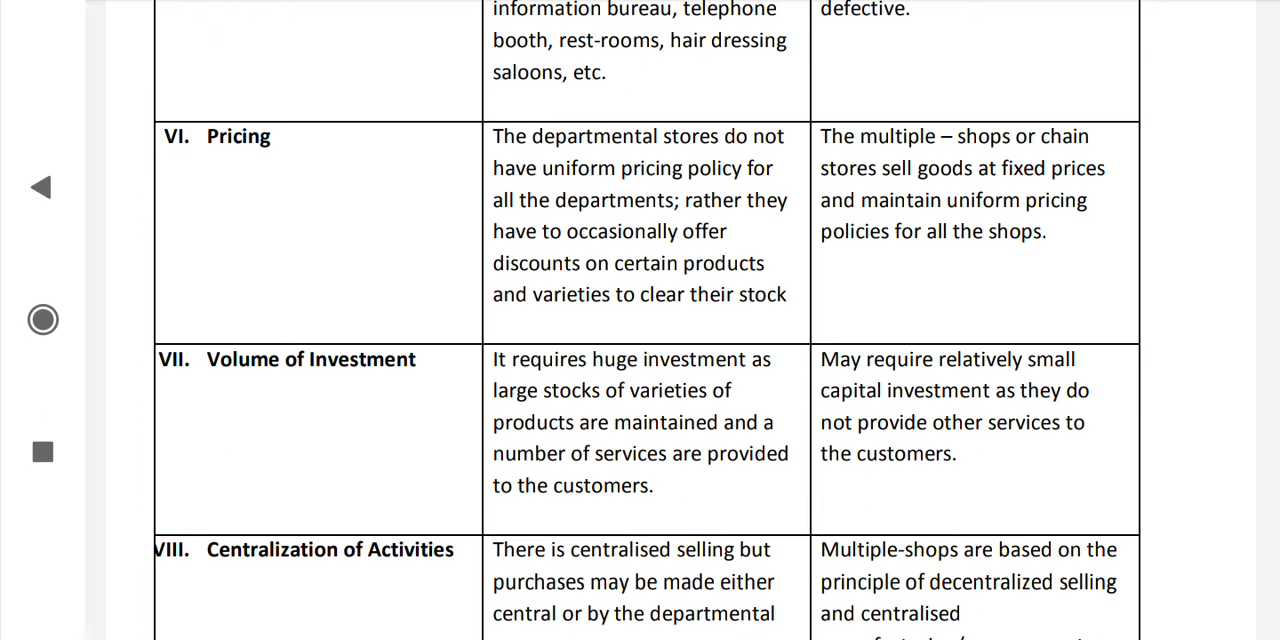 information bureau, telephone
booth, rest-rooms, hair dressing
saloons, etc.
defective.
VI. Pricing
The departmental stores do not
have uniform pricing policy for
all the departments; rather they
have to occasionally offer
discounts on certain products
and varieties to clear their stock
The multiple – shops or chain
stores sell goods at fixed prices
and maintain uniform pricing
policies for all the shops.
VII. Volume of Investment
It requires huge investment as
large stocks of varieties of
products are maintained and a
number of services are provided
to the customers.
May require relatively small
capital investment as they do
not provide other services to
the customers.
VIII. Centralization of Activities
There is centralised selling but
purchases may be made either
central or by the departmental
Multiple-shops are based on the
principle of decentralized selling
and centralised